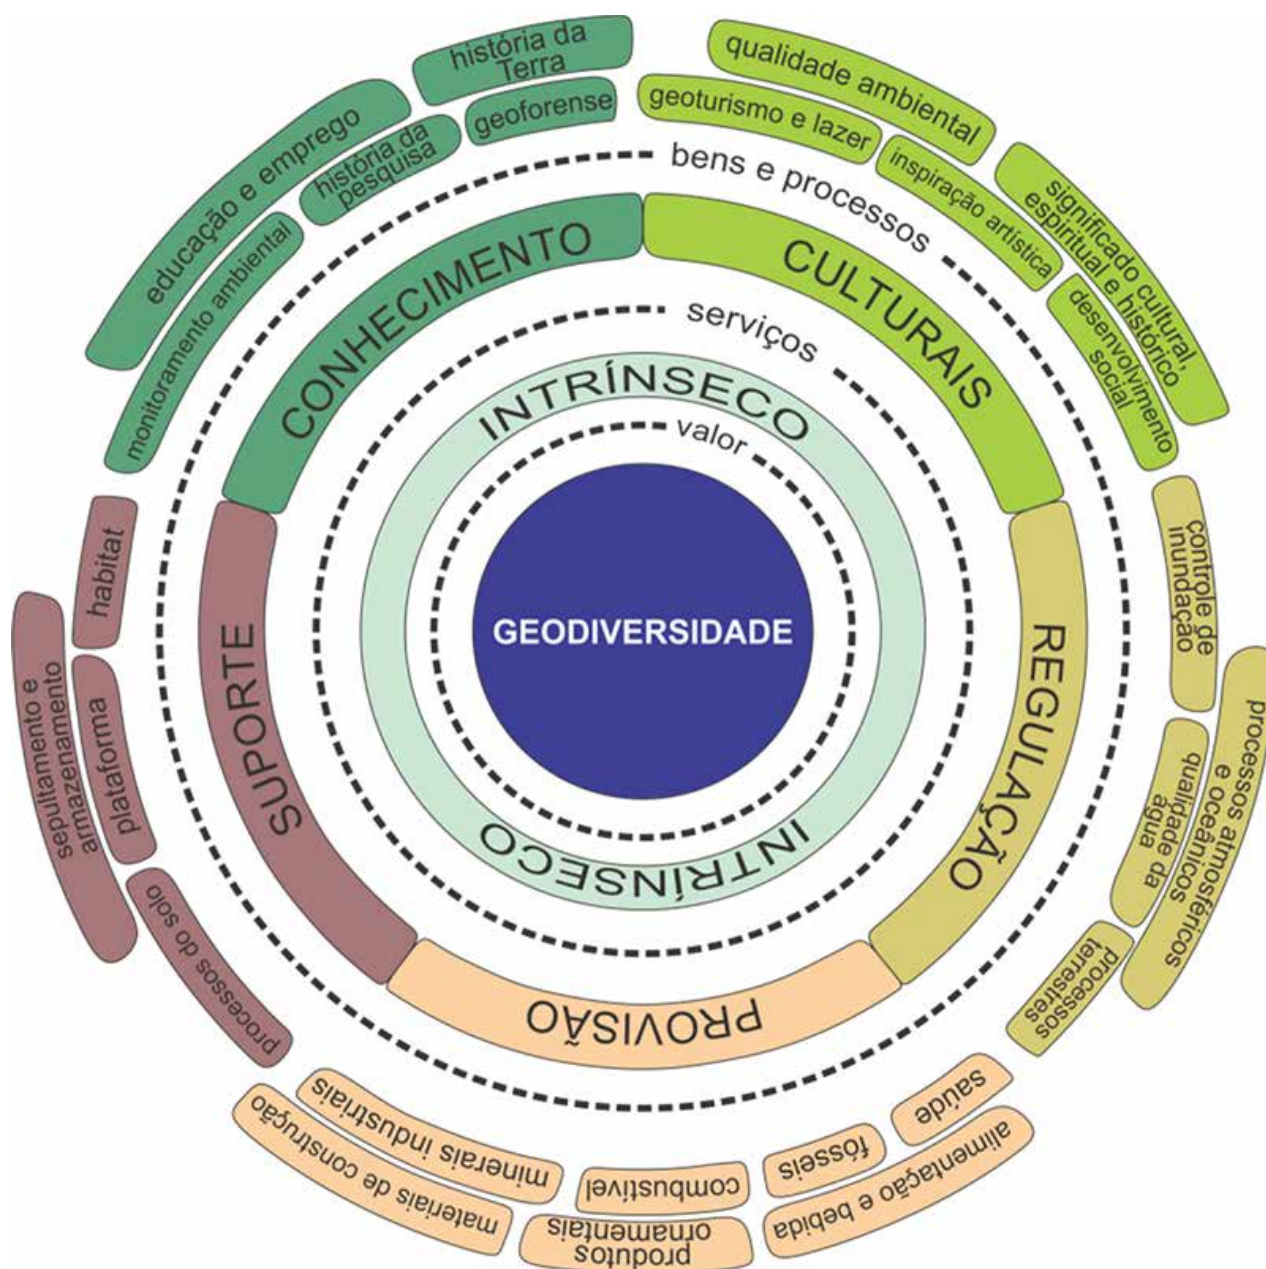 história da
Terra
educação e emprego
história da
pesquisa
geoforense
monitoramento ambiental
qualidade ambiental
geoturismo e lazer
inspiração artística
significado cultural,
espiritual e histórico
desenvolvimento
social
bens e processos
CONHECIMENTO
CULTURAIS
serviços
INTRÍNSECO
valor
GEODIVERSIDADE
INTRÍNSECO
SUPORTE
REGULAÇÃO
PROVISÃO
habitat
plataforma
sepultamento e
armazenamento
processos do solo
controle de
inundação
qualidade da
água
processos atmosféricos
e oceânicos
processos
terrestres
saúde
alimentação e bebida
fósseis
combustível
produtos
ornamentais
minerais industriais
materiais de construção